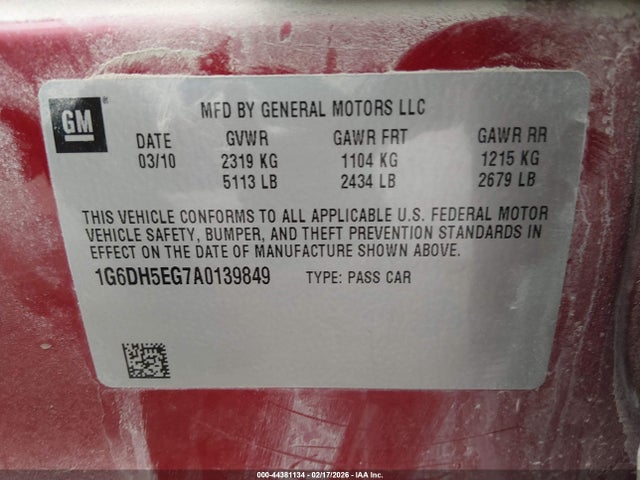 GM
MFD BY GENERAL MOTORS LLC
DATE GVWR GAWR FRT GAWR RR
03/10 2319 KG 1104 KG 1215 KG
5113 LB 2434 LB 2679 LB
THIS VEHICLE CONFORMS TO ALL APPLICABLE U.S. FEDERAL MOTOR
VEHICLE SAFETY, BUMPER, AND THEFT PREVENTION STANDARDS IN
EFFECT ON THE DATE OF MANUFACTURE SHOWN ABOVE.
1G6DH5EG7A0139849 TYPE: PASS CAR
000-44381134 | 02/17/2026 | IAA Inc.